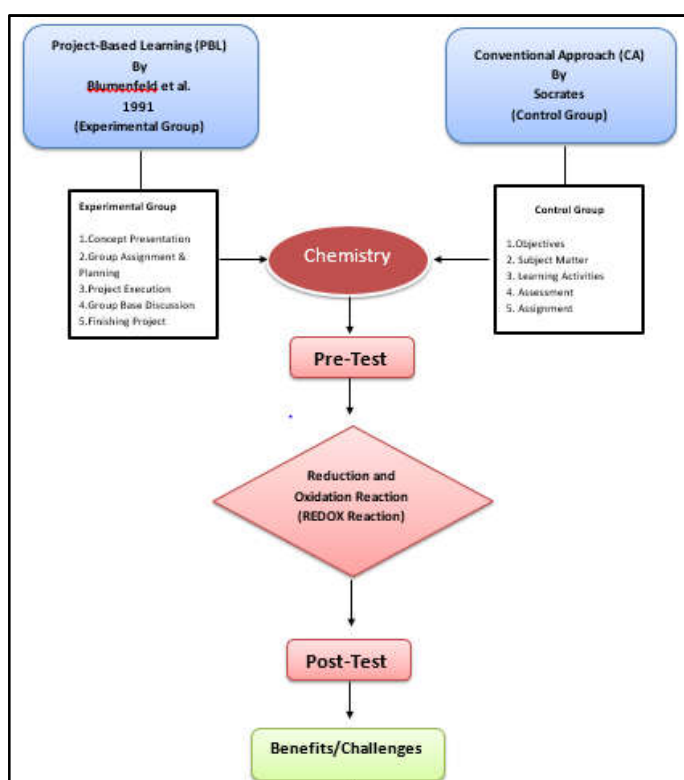 Project-Based Learning (PBL)
By
Blumenfeld et al.
1991
(Experimental Group)
Conventional Approach (CA)
By
Socrates
(Control Group)
Experimental Group
1.Concept Presentation
2.Group Assignment &
Planning
3.Project Execution
4.Group Base Discussion
5.Finishing Project
Control Group
1.Objectives
2. Subject Matter
3. Learning Activities
4. Assessment
5. Assignment
Chemistry
Pre-Test
Reduction and
Oxidation Reaction
(REDOX Reaction)
Post-Test
Benefits/Challenges